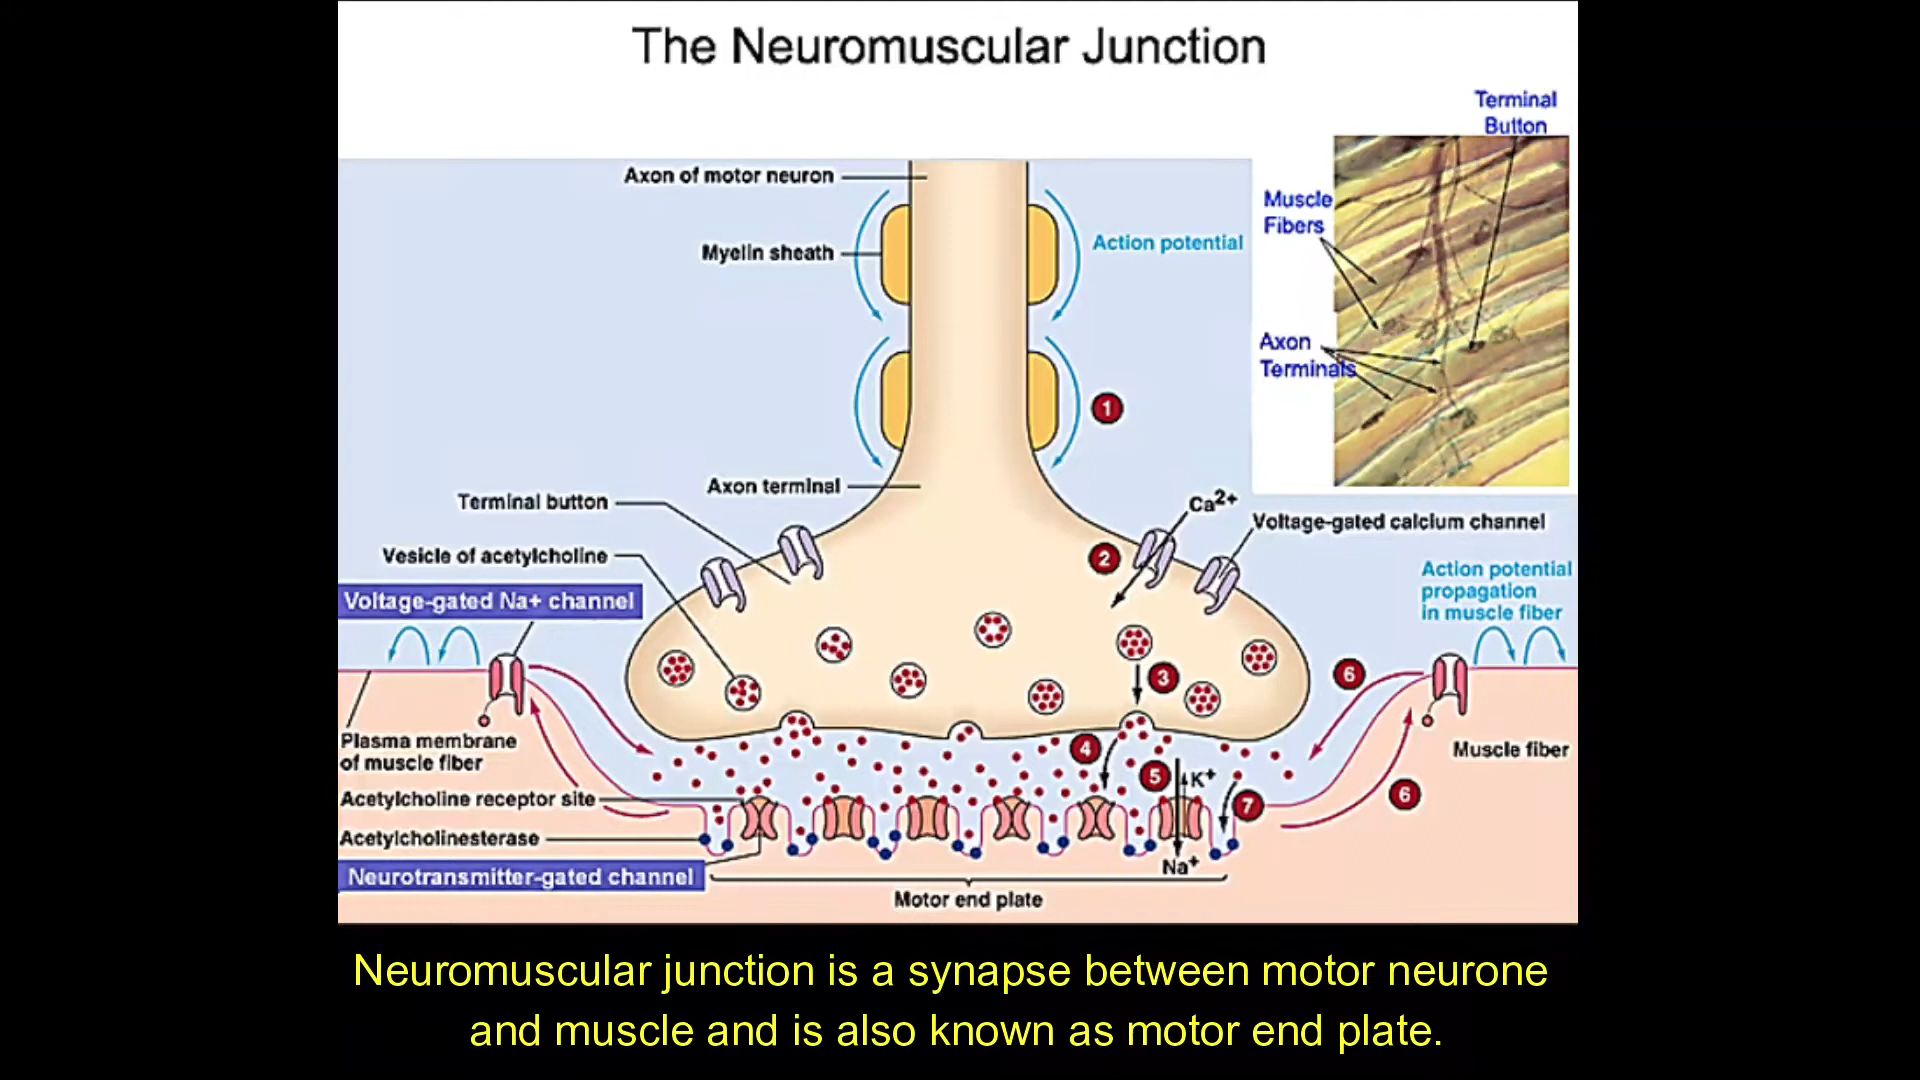 The Neuromuscular Junction
Terminal
Button
Axon of motor neuron
Muscle
Fibers
Myelin sheath
Action potential
1
Axon
Terminals
Axon terminal
Terminal button
Ca2+
Voltage-gated calcium channel
Vesicle of acetylcholine
2
Action potential
propagation
in muscle fiber
Voltage-gated Na+ channel
3
6
Plasma membrane
of muscle fiber
4
Muscle fiber
5
K+
6
7
Acetylcholine receptor site
Acetylcholinesterase
Na+
Neurotransmitter-gated channel
Motor end plate
Neuromuscular junction is a synapse between motor neurone
and muscle and is also known as motor end plate.